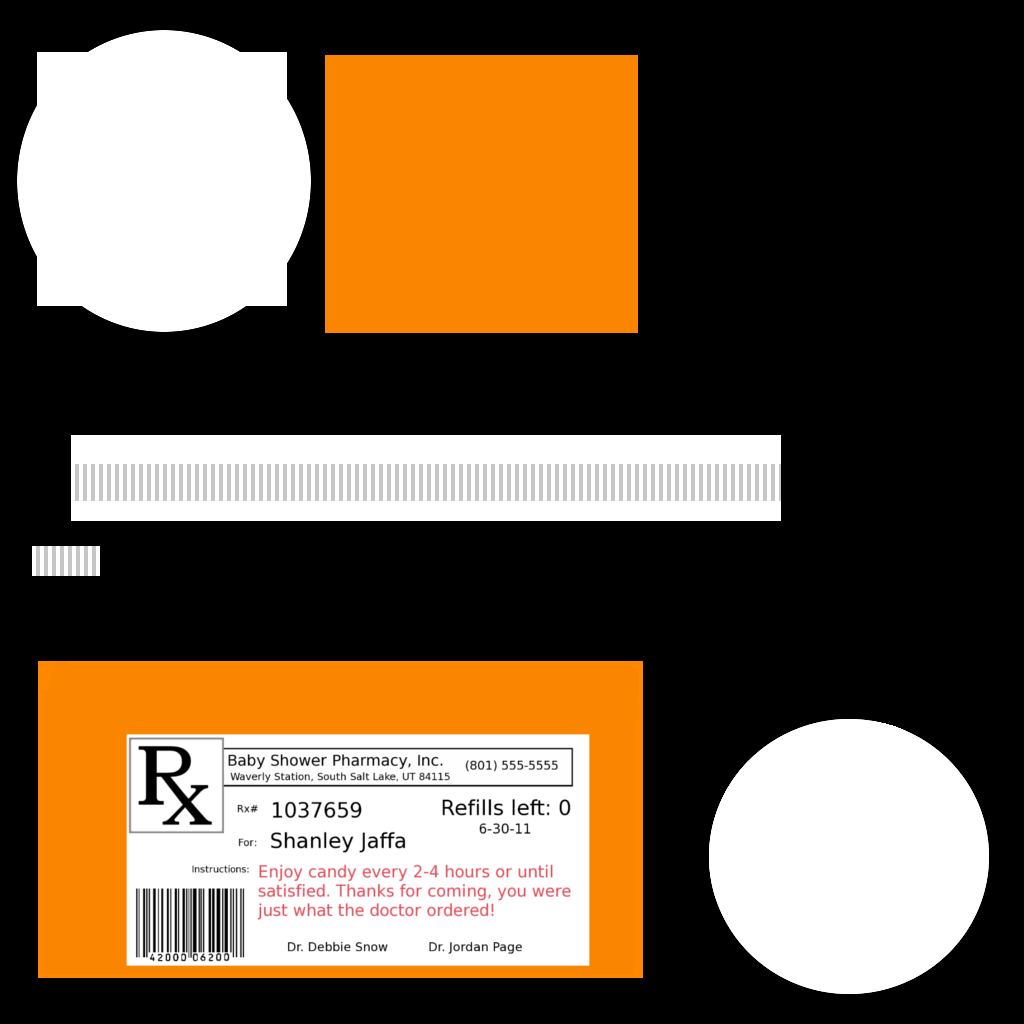 Rx
Baby Shower Pharmacy, Inc. (801) 555-5555
Waverly Station, South Salt Lake, UT 84115
Rx# 1037659 Refills left: 0
6-30-11
For: Shanley Jaffa
Instructions: Enjoy candy every 2-4 hours or until
satisfied. Thanks for coming, you were
just what the doctor ordered!
Dr. Debbie Snow Dr. Jordan Page
42000 06200